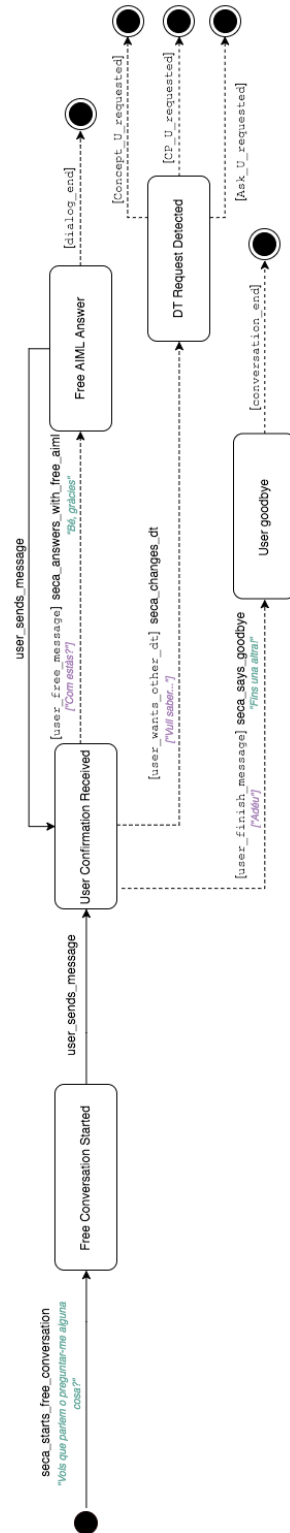 seca_starts_free_conversation
"Vols que parlem o preguntar-me alguna
cosa?"
Free Conversation Started
user_sends_message
User Confirmation Received
user_sends_message
[user_free_message] seca_answers_with_free_aiml
["Com estàs?"]
"Bé, gràcies"
Free AIML Answer
[dialog_end]
[user_wants_other_dt] seca_changes_dt
["Vull saber..."]
DT Request Detected
[Concept_U_requested]
[CP_U_requested]
[Ask_U_requested]
[user_finish_message] seca_says_goodbye
["Adéu"]
"Fins una altra!"
User goodbye
[conversation_end]